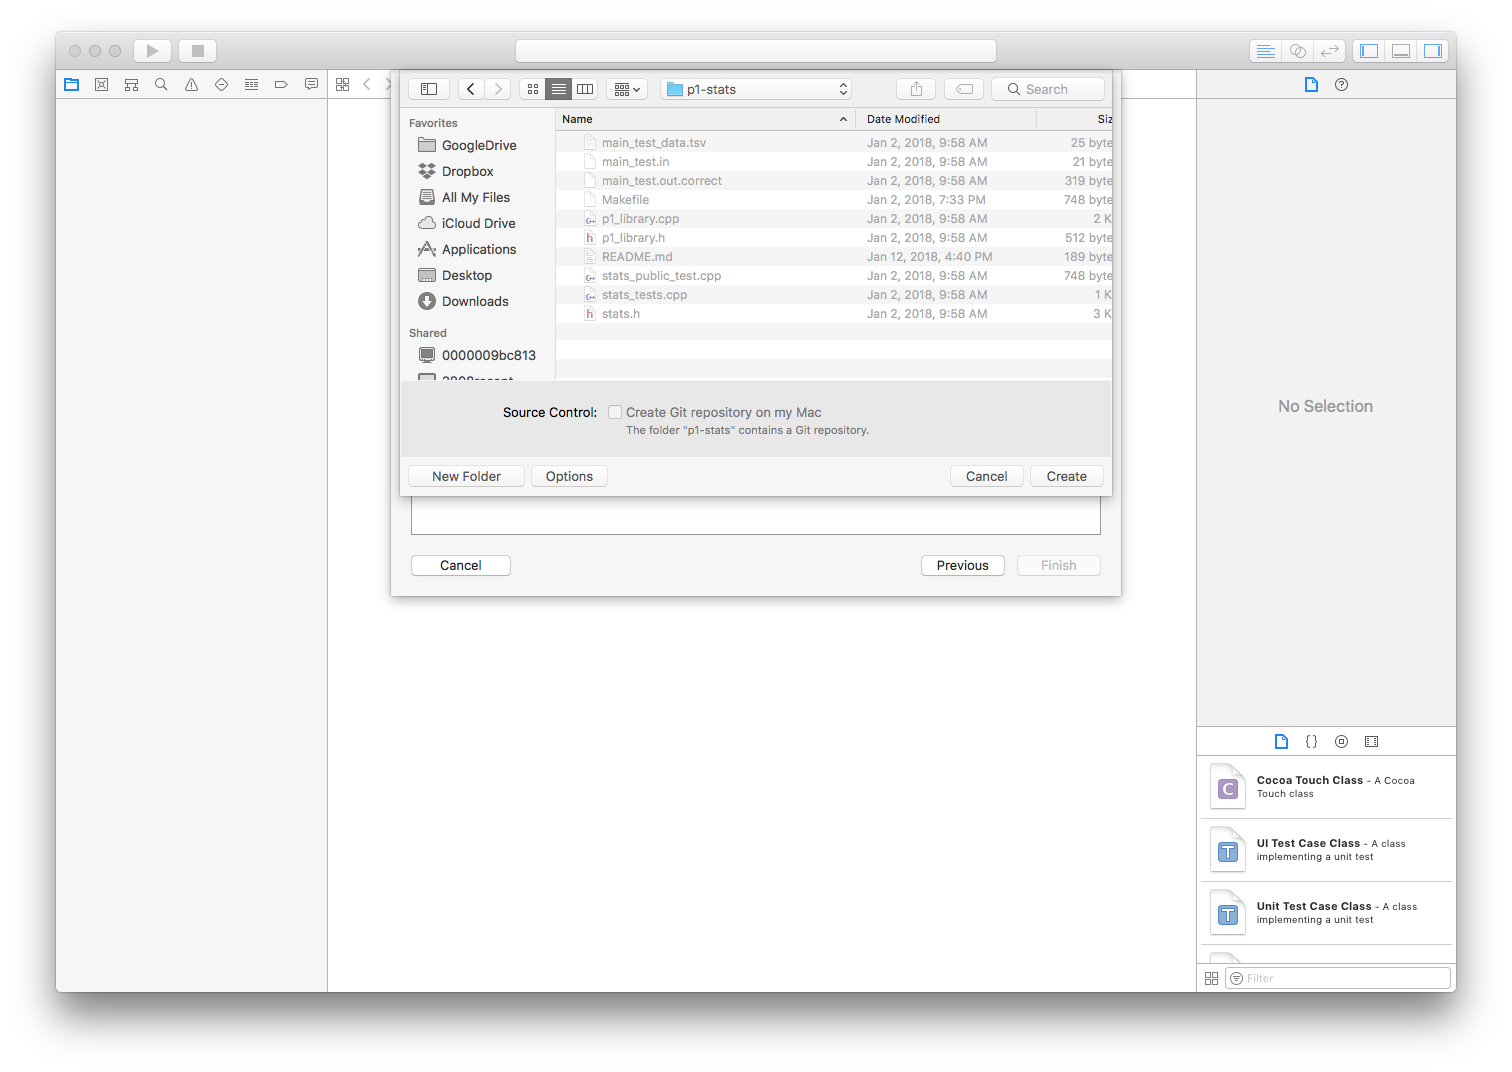 p1-stats
Search
Favorites
GoogleDrive
Dropbox
All My Files
iCloud Drive
Applications
Desktop
Downloads
Shared
0000009bc813
Name Date Modified Siz
main_test_data.tsv Jan 2, 2018, 9:58 AM 25 byte
main_test.in Jan 2, 2018, 9:58 AM 21 byte
main_test.out.correct Jan 2, 2018, 9:58 AM 319 byte
Makefile Jan 2, 2018, 7:33 PM 748 byte
p1_library.cpp Jan 2, 2018, 9:58 AM 2 K
p1_library.h Jan 2, 2018, 9:58 AM 512 byte
README.md Jan 12, 2018, 4:40 PM 189 byte
stats_public_test.cpp Jan 2, 2018, 9:58 AM 748 byte
stats_tests.cpp Jan 2, 2018, 9:58 AM 1 K
stats.h Jan 2, 2018, 9:58 AM 3 K
Source Control: Create Git repository on my Mac
The folder "p1-stats" contains a Git repository.
New Folder Options Cancel Create
Cancel Previous Finish
No Selection
Cocoa Touch Class - A Cocoa
Touch class
UI Test Case Class - A class
implementing a unit test
Unit Test Case Class - A class
implementing a unit test
Filter